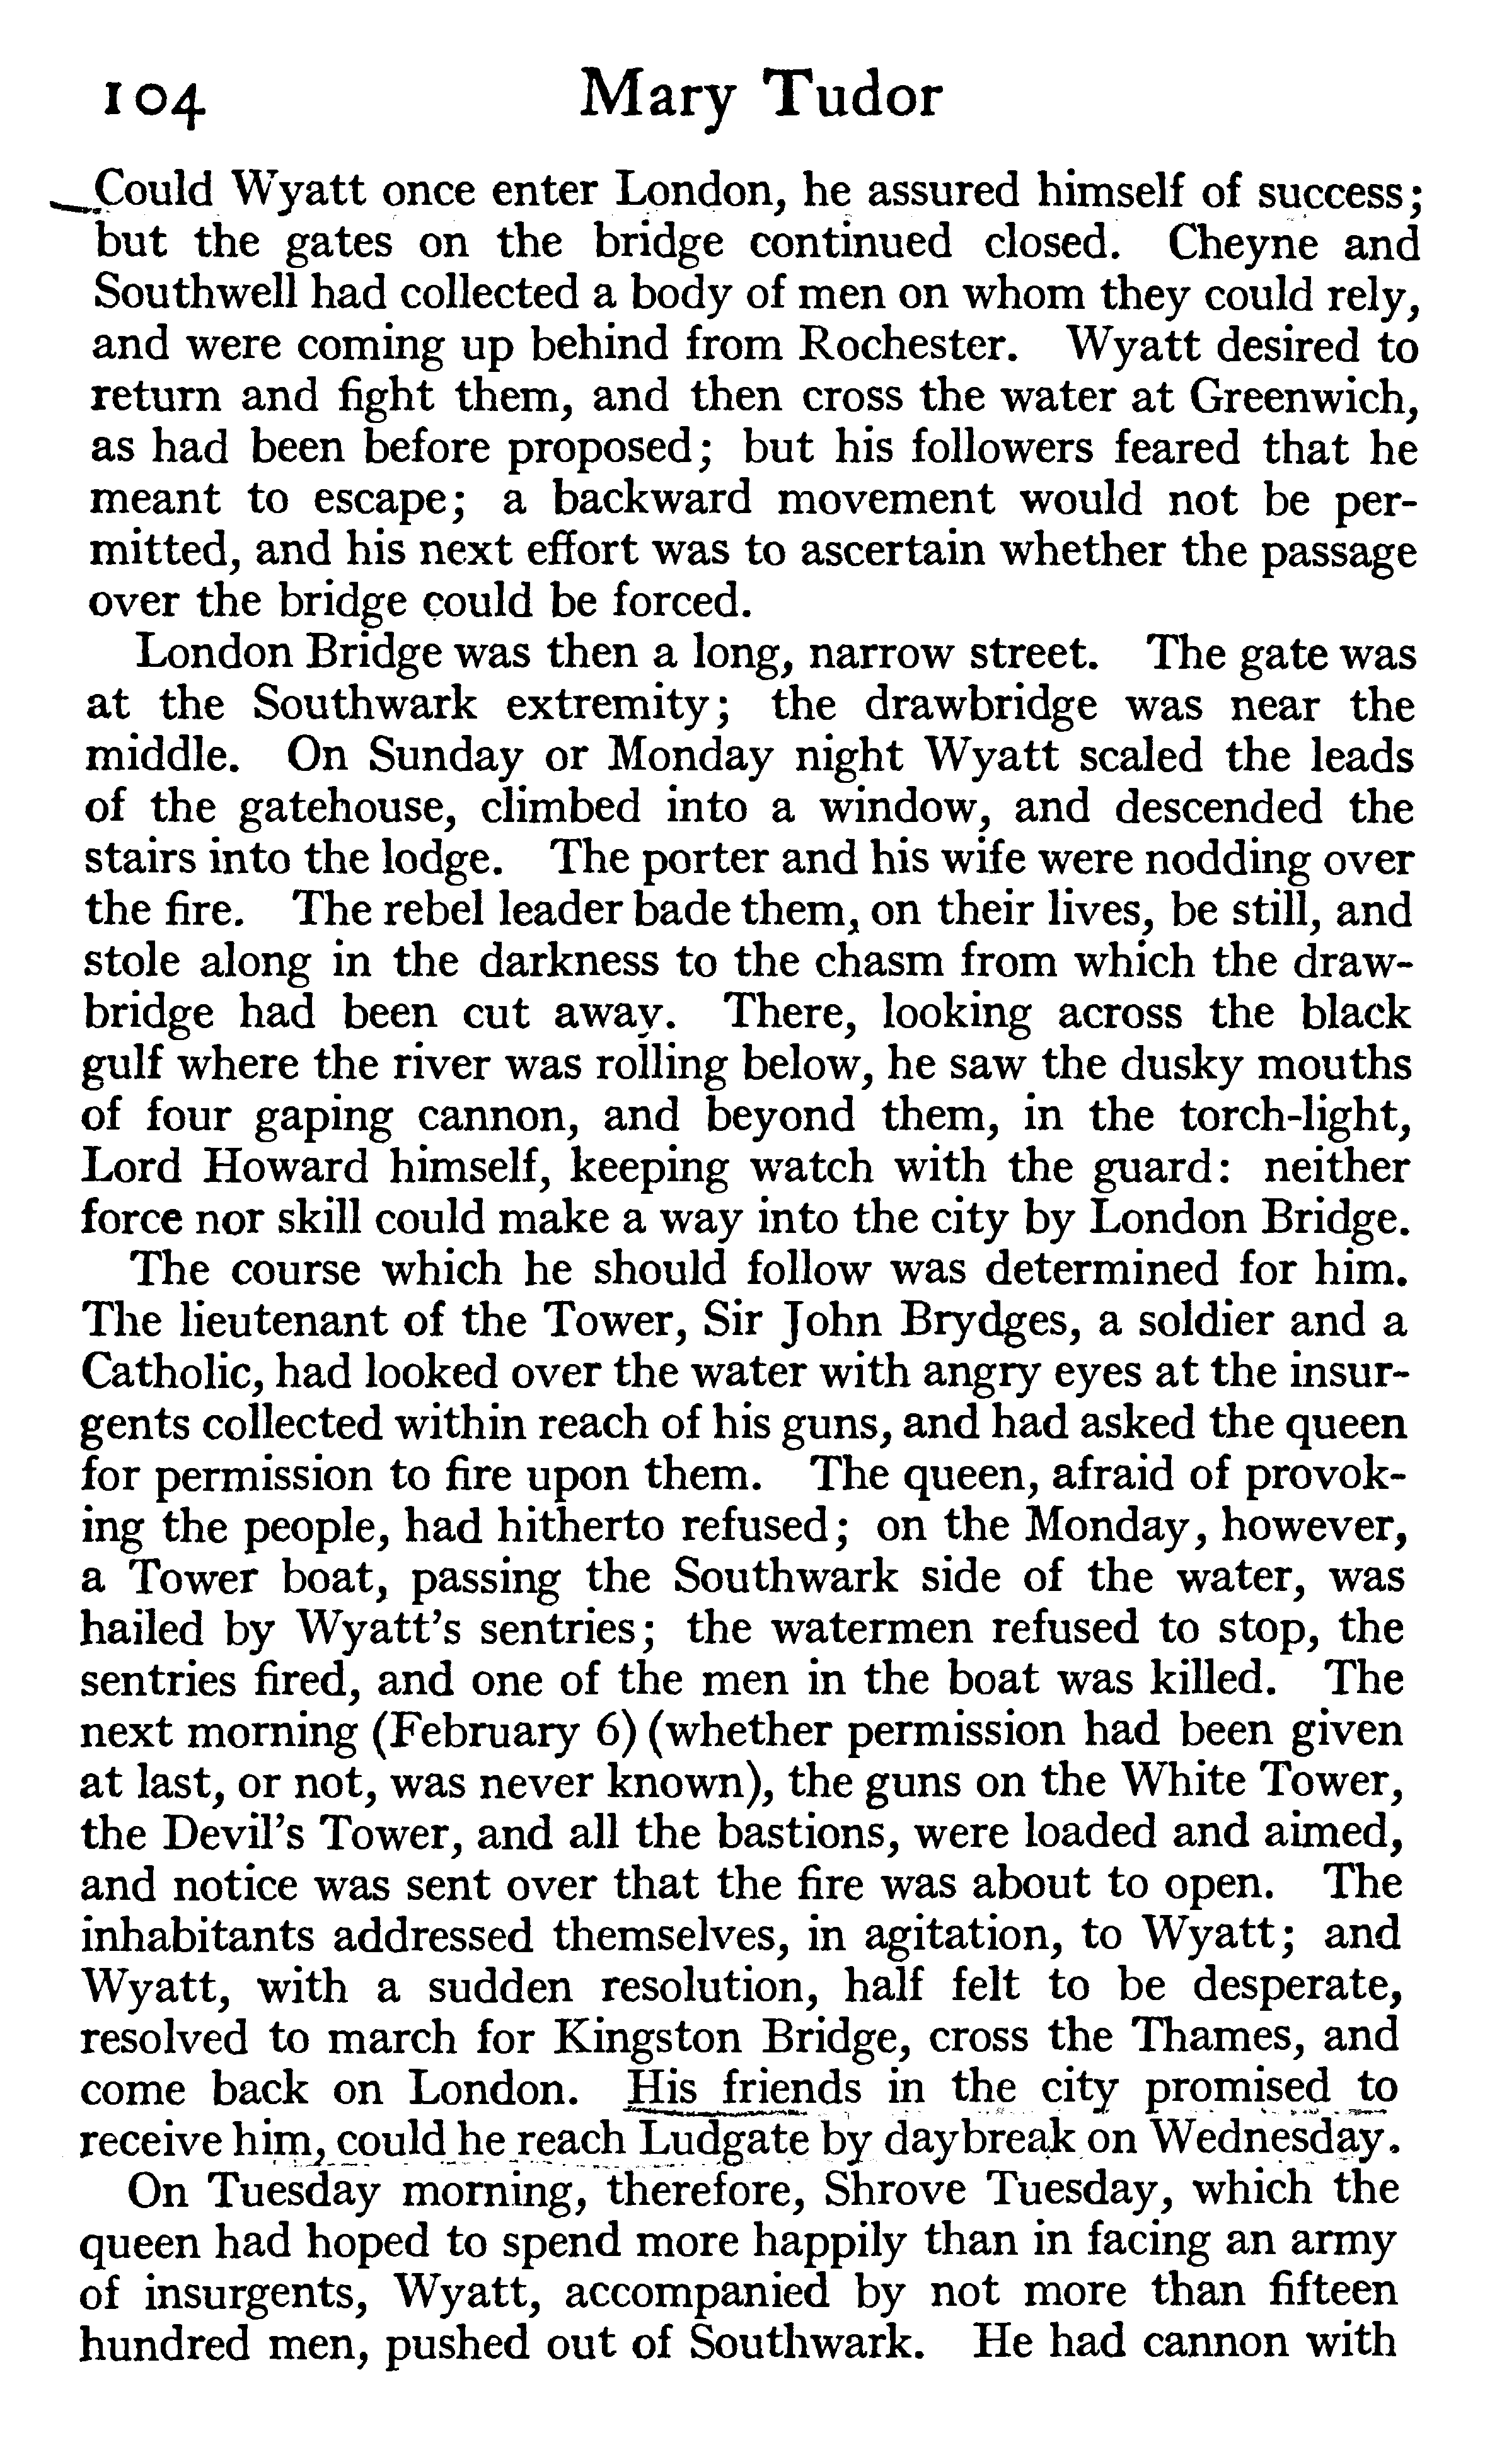 104 Mary Tudor
Could Wyatt once enter London, he assured himself of success;
but the gates on the bridge continued closed. Cheyne and
Southwell had collected a body of men on whom they could rely,
and were coming up behind from Rochester. Wyatt desired to
return and fight them, and then cross the water at Greenwich,
as had been before proposed; but his followers feared that he
meant to escape; a backward movement would not be per-
mitted, and his next effort was to ascertain whether the passage
over the bridge could be forced.
London Bridge was then a long, narrow street. The gate was
at the Southwark extremity; the drawbridge was near the
middle. On Sunday or Monday night Wyatt scaled the leads
of the gatehouse, climbed into a window, and descended the
stairs into the lodge. The porter and his wife were nodding over
the fire. The rebel leader bade them, on their lives, be still, and
stole along in the darkness to the chasm from which the draw-
bridge had been cut away. There, looking across the black
gulf where the river was rolling below, he saw the dusky mouths
of four gaping cannon, and beyond them, in the torch-light,
Lord Howard himself, keeping watch with the guard: neither
force nor skill could make a way into the city by London Bridge.
The course which he should follow was determined for him.
The lieutenant of the Tower, Sir John Brydges, a soldier and a
Catholic, had looked over the water with angry eyes at the insur-
gents collected within reach of his guns, and had asked the queen
for permission to fire upon them. The queen, afraid of provok-
ing the people, had hitherto refused; on the Monday, however,
a Tower boat, passing the Southwark side of the water, was
hailed by Wyatt's sentries; the watermen refused to stop, the
sentries fired, and one of the men in the boat was killed. The
next morning (February 6) (whether permission had been given
at last, or not, was never known), the guns on the White Tower,
the Devil's Tower, and all the bastions, were loaded and aimed,
and notice was sent over that the fire was about to open. The
inhabitants addressed themselves, in agitation, to Wyatt; and
Wyatt, with a sudden resolution, half felt to be desperate,
resolved to march for Kingston Bridge, cross the Thames, and
come back on London. His friends in the city promised to
receive him, could he reach Ludgate by daybreak on Wednesday.
On Tuesday morning, therefore, Shrove Tuesday, which the
queen had hoped to spend more happily than in facing an army
of insurgents, Wyatt, accompanied by not more than fifteen
hundred men, pushed out of Southwark. He had cannon with